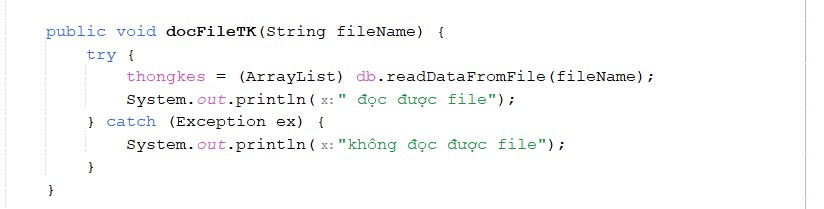 public void docFileTK(String fileName) {
try {
thongkes = (ArrayList) db.readDataFromFile(fileName);
System.out.println( x: " đọc được file");
} catch (Exception ex) {
System.out.println( x: "không đọc được file");
}
}